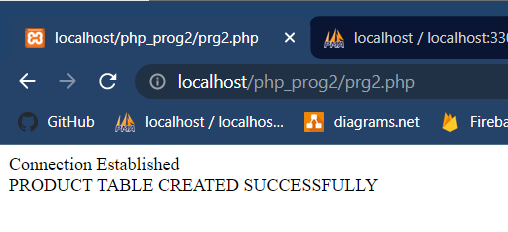 localhost/php_prog2/prg2.php
localhost / localhost:330
localhost/php_prog2/prg2.php
GitHub localhost / localhos... diagrams.net Fireba
Connection Established
PRODUCT TABLE CREATED SUCCESSFULLY